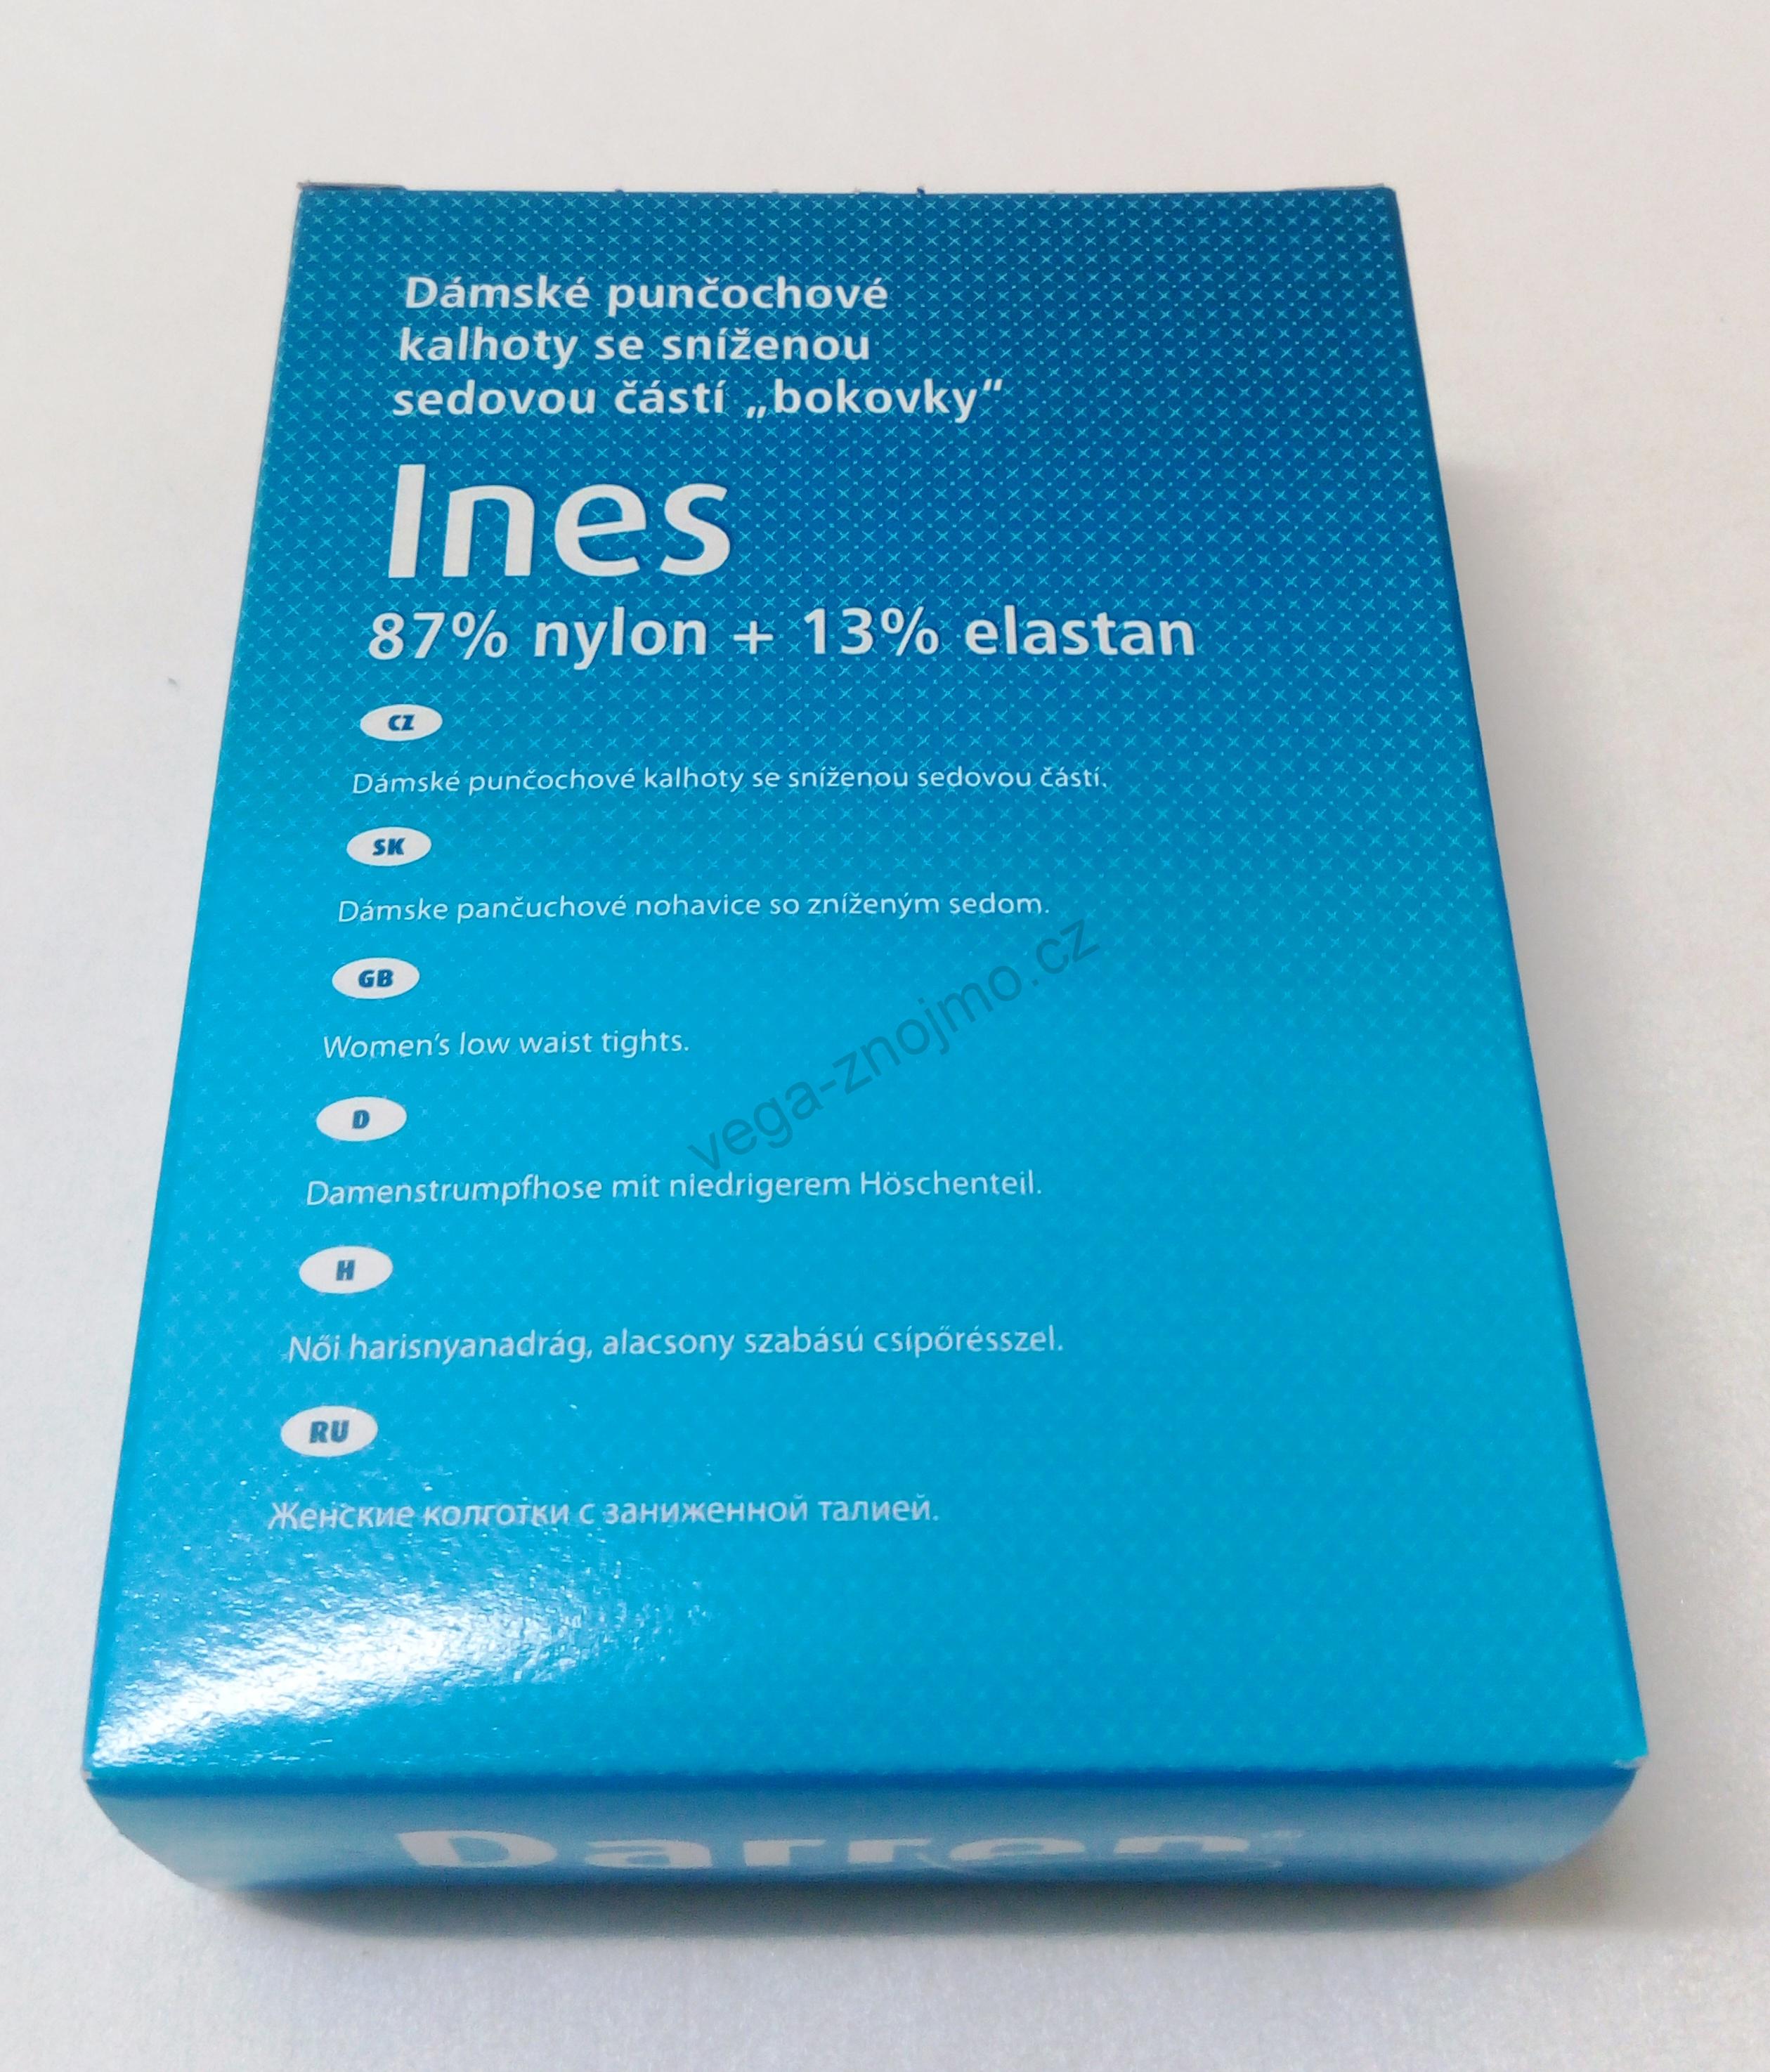 Dámské punčochové
kalhoty se sníženou
sedovou částí „bokovky“
Ines
87% nylon + 13% elastan
CZ
Dámské punčochové kalhoty se sníženou sedovou částí.
SK
Dámske pančuchové nohavice so zníženým sedom.
GB
Women's low waist tights.
D
Damenstrumpfhose mit niedrigerem Höschenteil.
H
Női harisnyanadrág, alacsony szabású csípőrésszel.
RU
Женские колготки с заниженной талией.
Darren®
vega-znojmo.cz